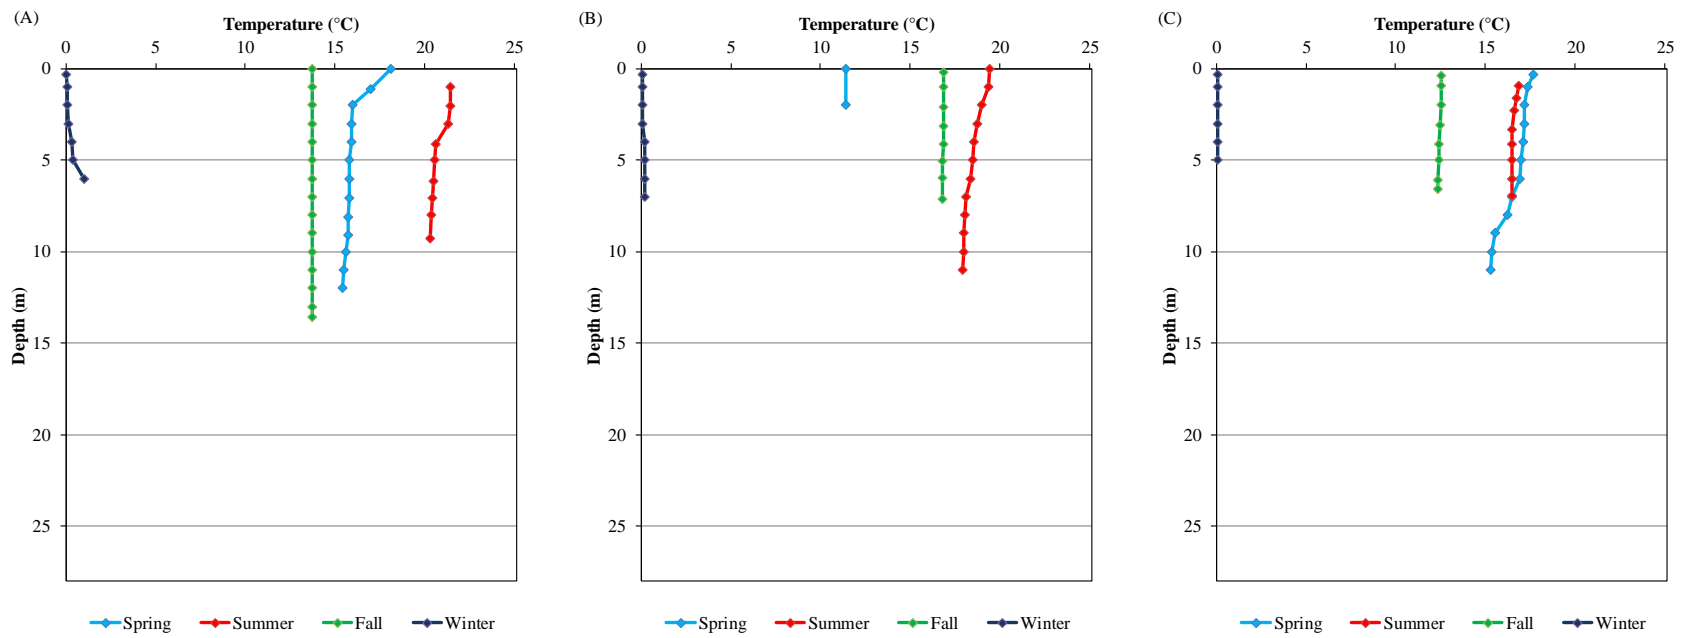 (A)
Temperature (°C)
0 5 10 15 20 25
0
5
10
15
20
25
Depth (m)
Spring Summer Fall Winter
(B)
Temperature (°C)
0 5 10 15 20 25
0
5
10
15
20
25
Depth (m)
Spring Summer Fall Winter
(C)
Temperature (°C)
0 5 10 15 20 25
0
5
10
15
20
25
Depth (m)
Spring Summer Fall Winter